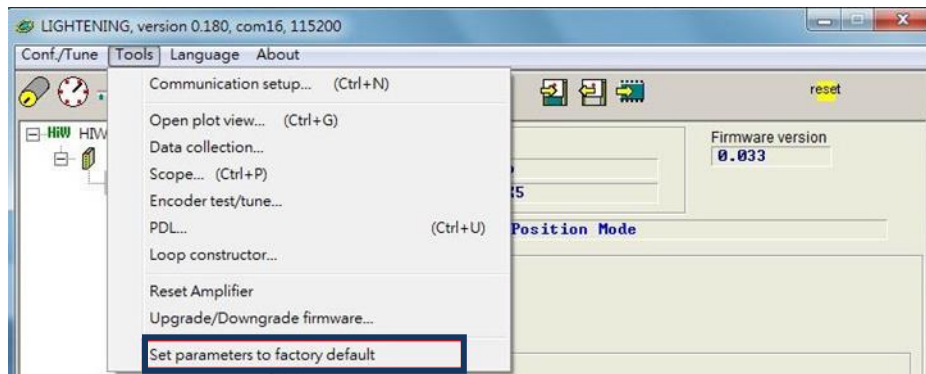 LIGHTENING, version 0.180, com16, 115200
Conf./Tune Tools Language About
Communication setup... (Ctrl+N)
Open plot view... (Ctrl+G)
Data collection...
Scope... (Ctrl+P)
Encoder test/tune...
PDL... (Ctrl+U)
Loop constructor...
Reset Amplifier
Upgrade/Downgrade firmware...
Set parameters to factory default
reset
HiW HIW
Firmware version
0.033
Position Mode